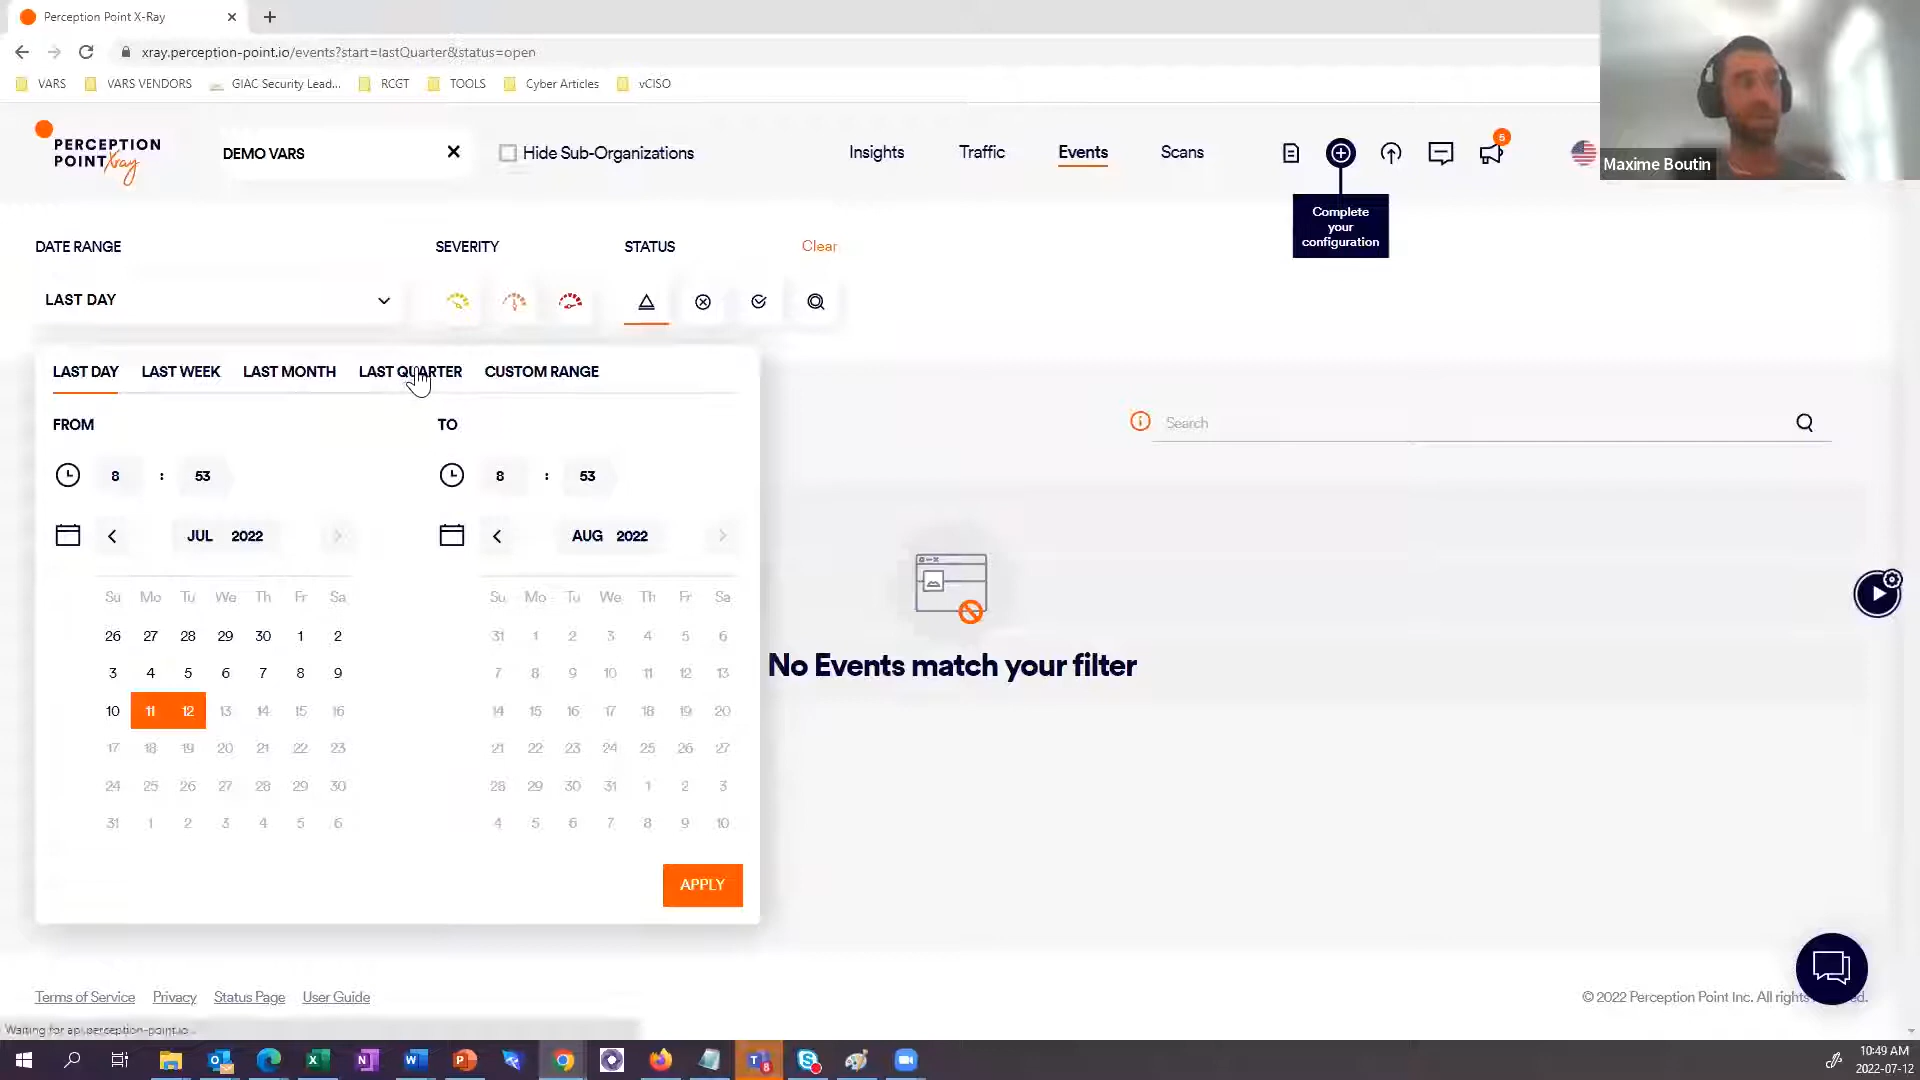 Perception Point X-Ray
xray.perception-point.io/events?start=lastQuarter&status=open
VARS
VARS VENDORS
GIAC Security Lead...
RCGT
TOOLS
Cyber Articles
vCISO
PERCEPTION
POINT Xray
DEMO VARS
Hide Sub-Organizations
Insights
Traffic
Events
Scans
5
Maxime Boutin
Complete
your
configuration
DATE RANGE
SEVERITY
STATUS
Clear
LAST DAY
LAST DAY LAST WEEK LAST MONTH LAST QUARTER CUSTOM RANGE
FROM
TO
8 : 53
8 : 53
JUL 2022
AUG 2022
Su Mo Tu We Th Fr Sa
26 27 28 29 30 1 2
3 4 5 6 7 8 9
10 11 12 13 14 15 16
17 18 19 20 21 22 23
24 25 26 27 28 29 30
31 1 2 3 4 5 6
Su Mo Tu We Th Fr Sa
31 1 2 3 4 5 6
7 8 9 10 11 12 13
14 15 16 17 18 19 20
21 22 23 24 25 26 27
28 29 30 31 1 2 3
4 5 6 7 8 9 10
APPLY
Search
No Events match your filter
Terms of Service
Privacy
Status Page
User Guide
© 2022 Perception Point Inc. All rights
Waiting for api.perception-point.io...
10:49 AM
2022-07-12